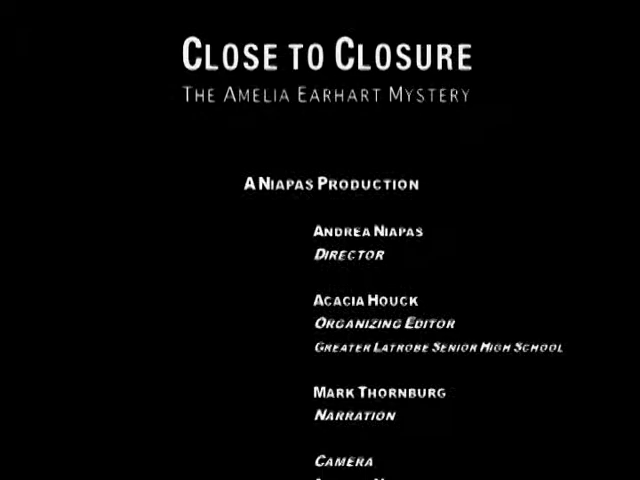 CLOSE TO CLOSURE
THE AMELIA EARHART MYSTERY
A NIAPAS PRODUCTION
ANDREA NIAPAS
DIRECTOR
ACACIA HOUCK
ORGANIZING EDITOR
GREATER LATROBE SENIOR HIGH SCHOOL
MARK THORNBURG
NARRATION
CAMERA